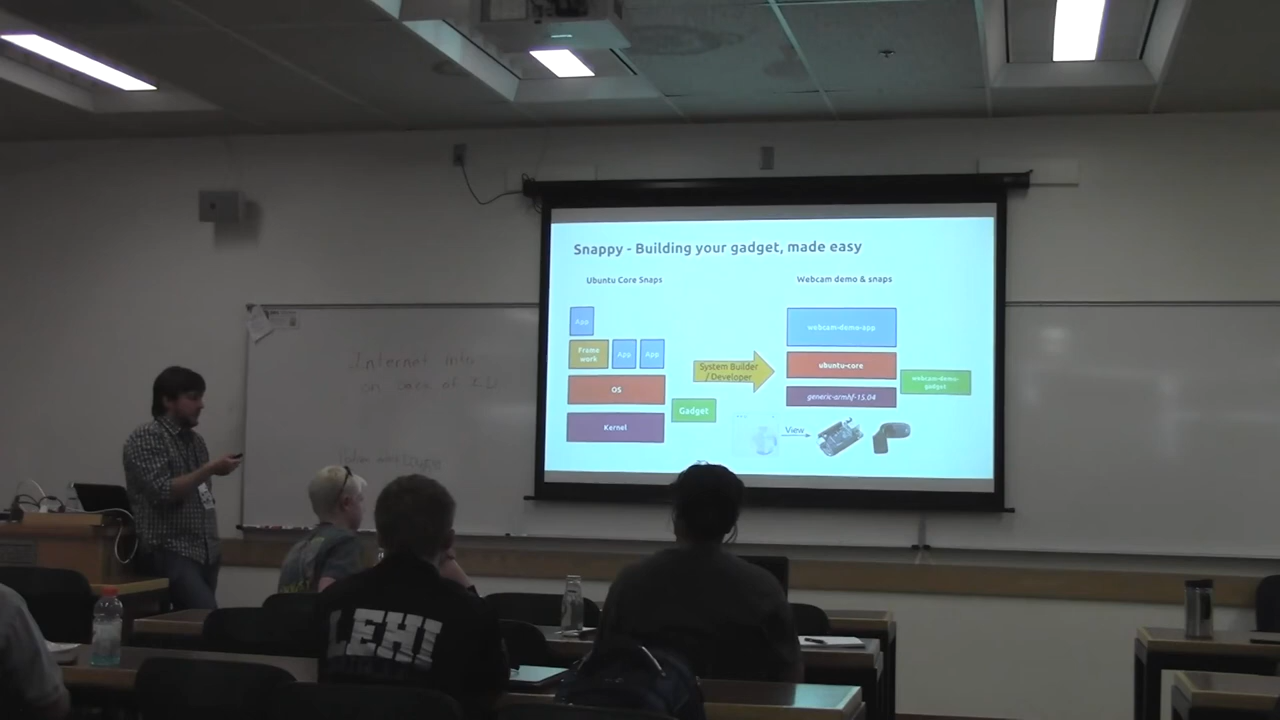 Snappy - Building your gadget, made easy
Ubuntu Core Snaps
Webcam demo & snaps
App
Frame
work
App
App
OS
Kernel
Gadget
System Builder
/ Developer
webcam-demo-app
ubuntu-core
generic-armhf-15.04
webcam-demo-
gadget
View
Internet
LEHI